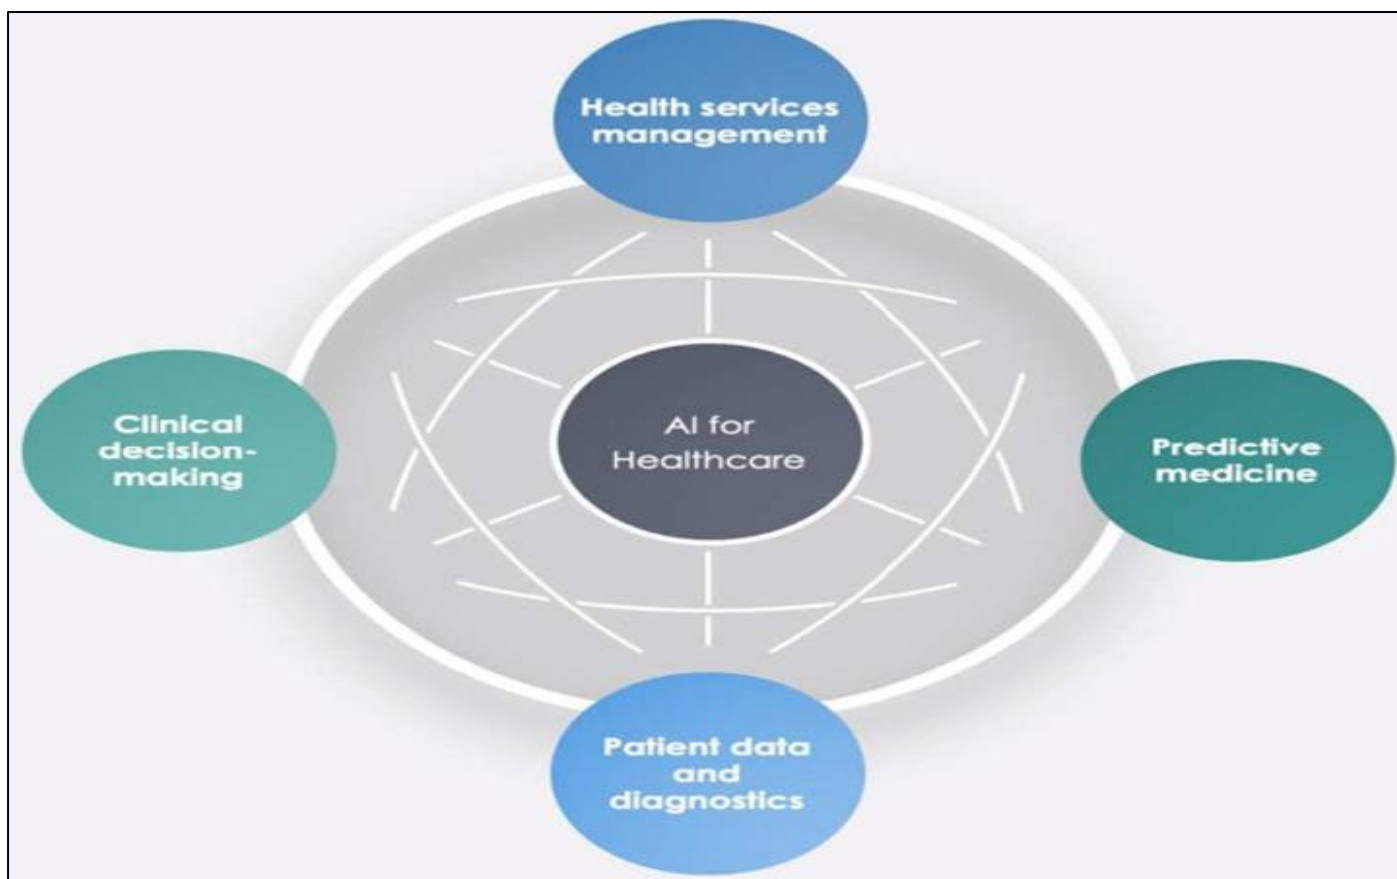 Health services
management
Clinical
decision-
making
AI for
Healthcare
Predictive
medicine
Patient data
and
diagnostics